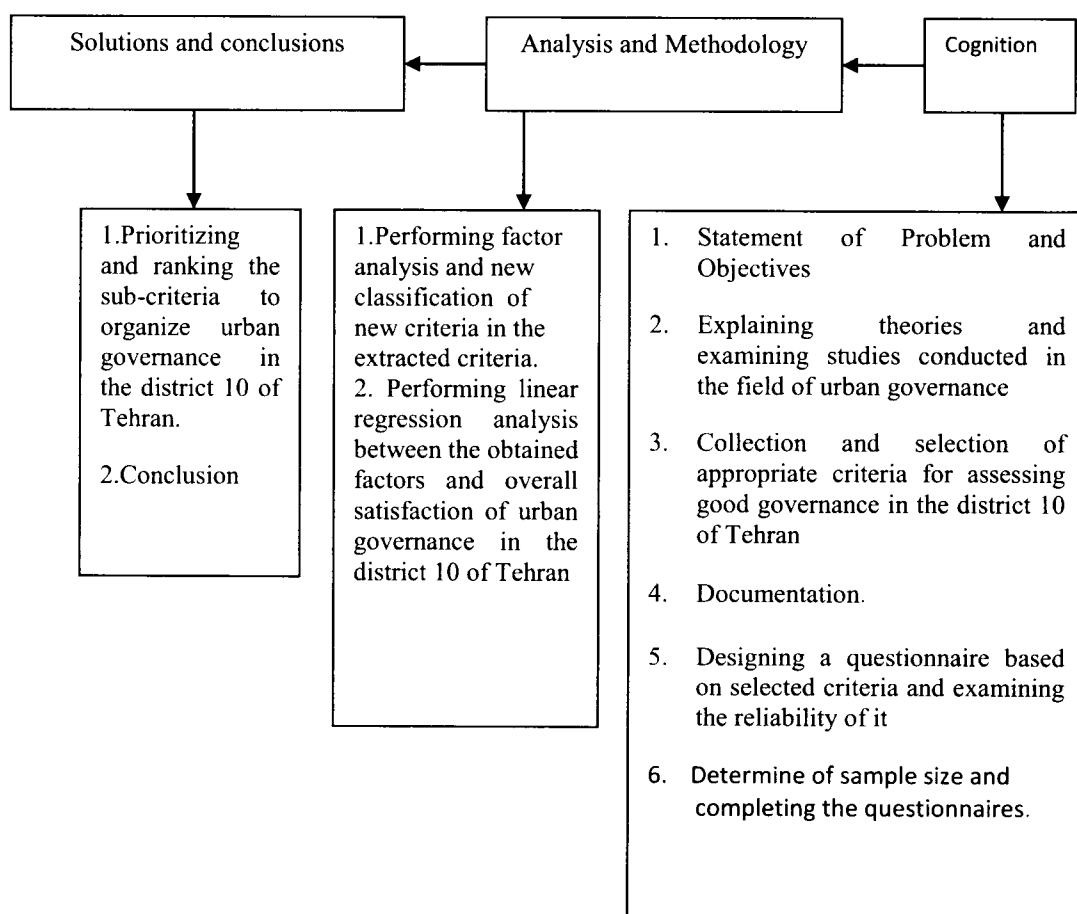 Solutions and conclusions
Analysis and Methodology
Cognition
1.Prioritizing
and ranking the
sub-criteria to
organize urban
governance in
the district 10 of
Tehran.
2.Conclusion
1.Performing factor
analysis and new
classification of
new criteria in the
extracted criteria.
2. Performing linear
regression analysis
between the obtained
factors and overall
satisfaction of urban
governance in the
district 10 of Tehran
1. Statement of Problem and
Objectives
2. Explaining theories and
examining studies conducted in
the field of urban governance
3. Collection and selection of
appropriate criteria for assessing
good governance in the district 10
of Tehran
4. Documentation.
5. Designing a questionnaire based
on selected criteria and examining
the reliability of it
6. Determine of sample size and
completing the questionnaires.